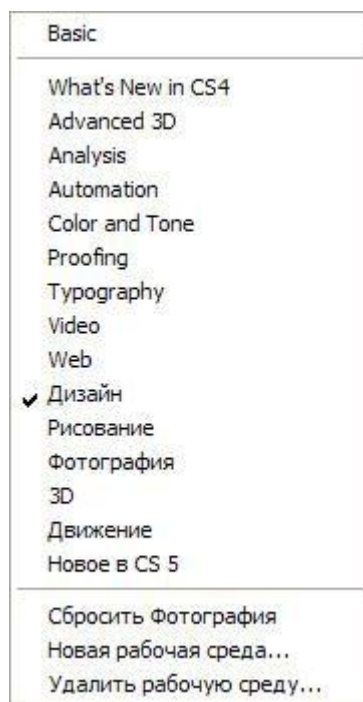 Basic
What's New in CS4
Advanced 3D
Analysis
Automation
Color and Tone
Proofing
Typography
Video
Web
Дизайн
Рисование
Фотография
3D
Движение
Новое в CS 5
Сбросить Фотография
Новая рабочая среда...
Удалить рабочую среду...